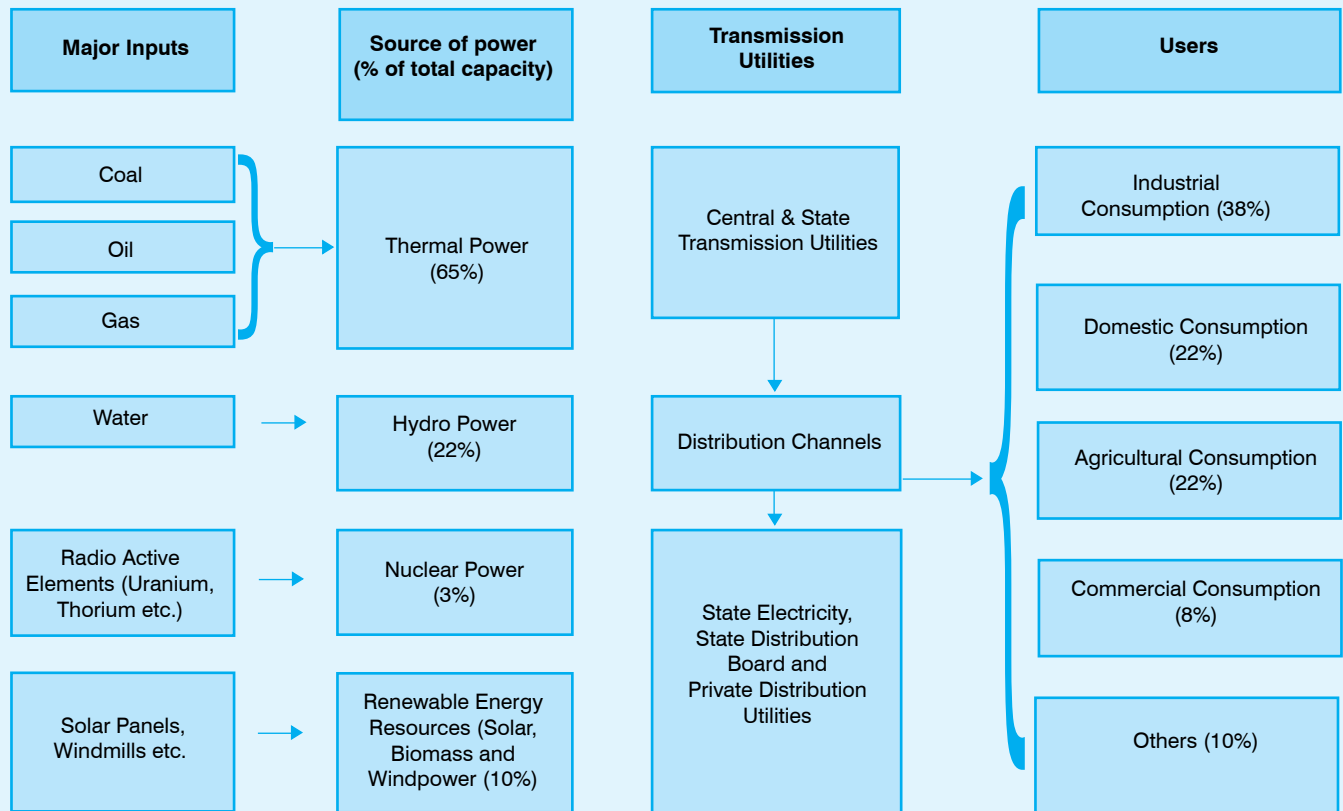 Major Inputs
Source of power
(% of total capacity)
Transmission
Utilities
Users
Coal
Oil
Gas
Thermal Power
(65%)
Central & State
Transmission Utilities
Industrial
Consumption (38%)
Domestic Consumption
(22%)
Water
Hydro Power
(22%)
Distribution Channels
Agricultural Consumption
(22%)
Radio Active
Elements (Uranium,
Thorium etc.)
Nuclear Power
(3%)
State Electricity,
State Distribution
Board and
Private Distribution
Utilities
Commercial Consumption
(8%)
Solar Panels,
Windmills etc.
Renewable Energy
Resources (Solar,
Biomass and
Windpower (10%)
Others (10%)